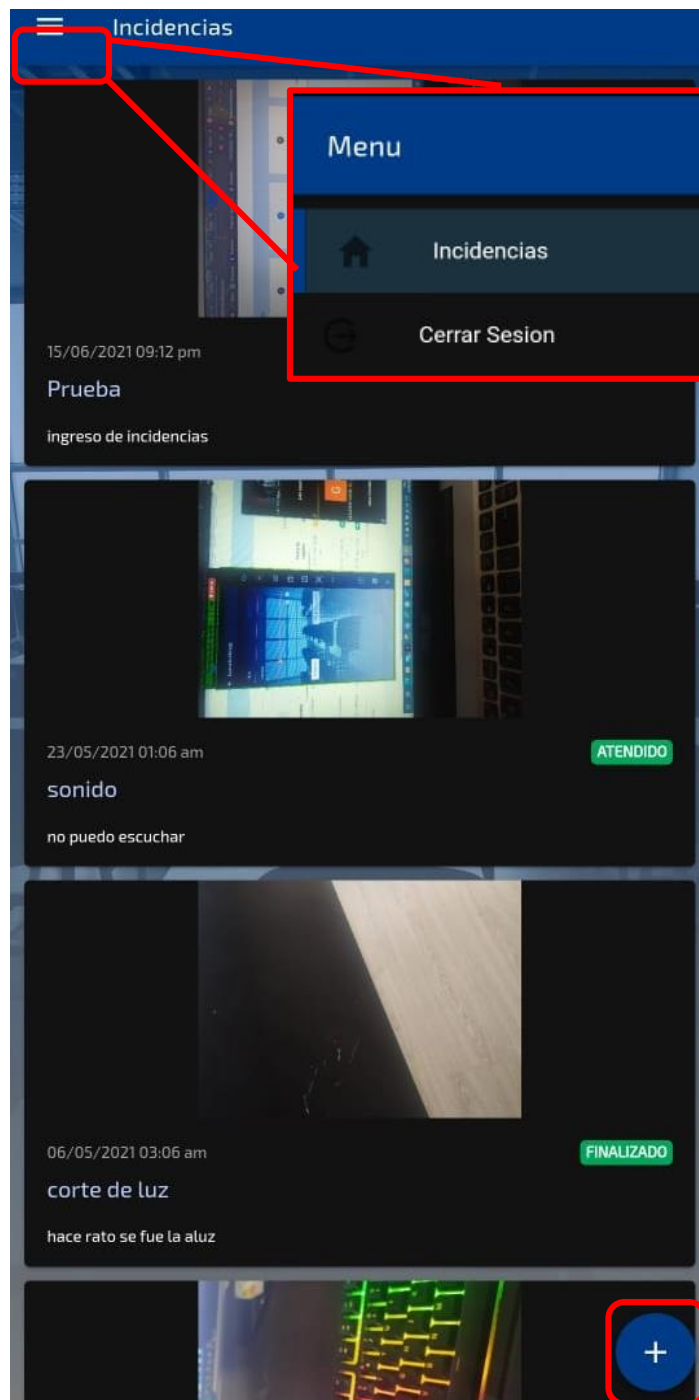 Incidencias
Menu
Incidencias
Cerrar Sesion
15/06/2021 09:12 pm
Prueba
ingreso de incidencias
23/05/2021 01:06 am
ATENDIDO
sonido
no puedo escuchar
06/05/2021 03:06 am
FINALIZADO
corte de luz
hace rato se fue la aluz
+